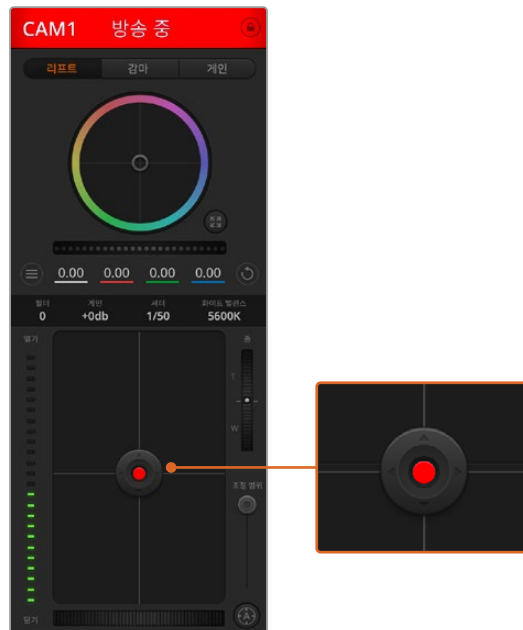 CAM1 방송 중
리프트 감마 게인
0.00 0.00 0.00 0.00
필터 게인 셔터 화이트 밸런스
0 +0db 1/50 5600K
열기 줌
T
W
조정 범위
닫기 A